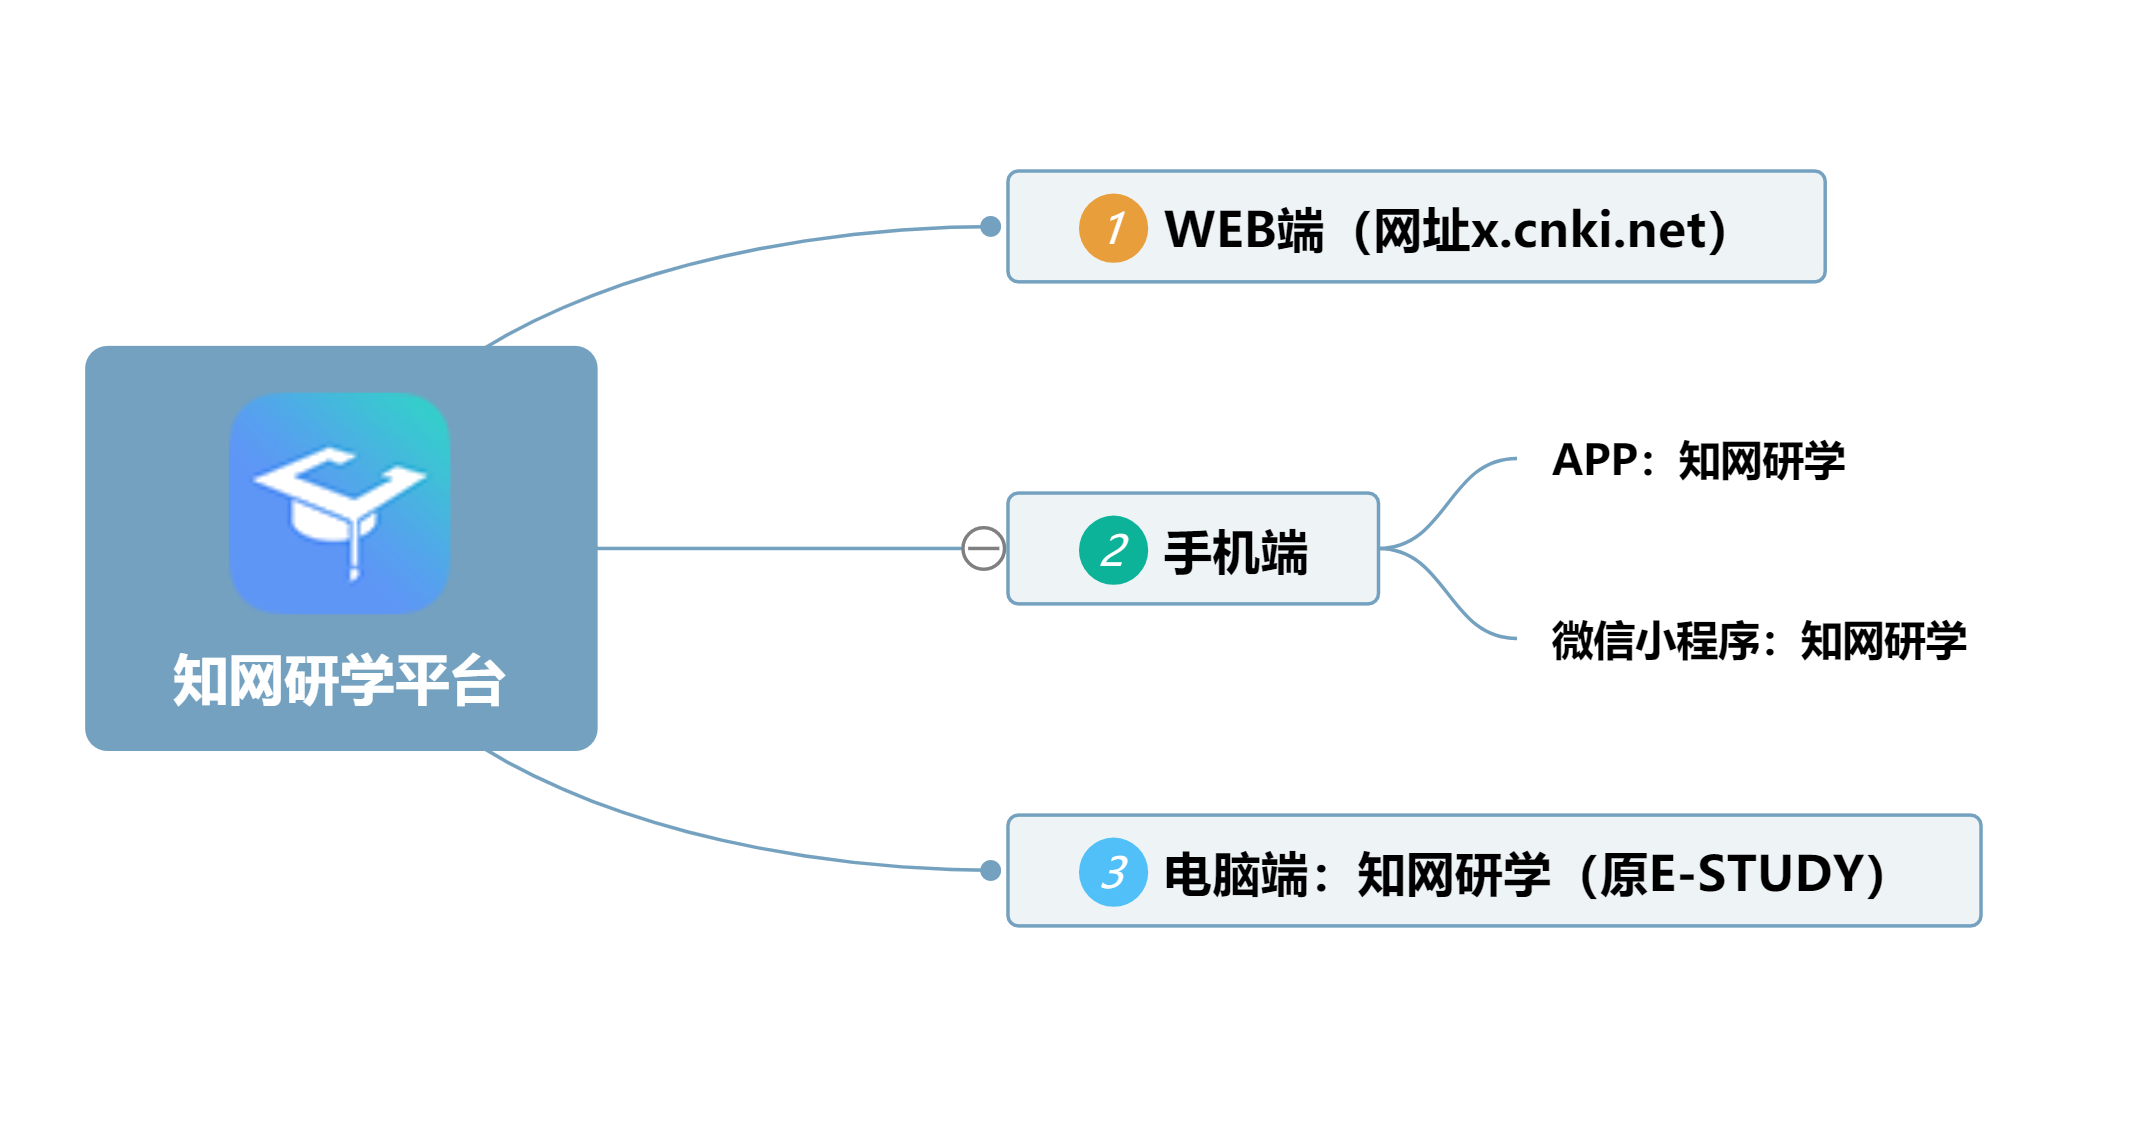 知网研学平台
1 WEB端（网址x.cnki.net）
2 手机端
APP：知网研学
微信小程序：知网研学
3 电脑端：知网研学（原E-STUDY）